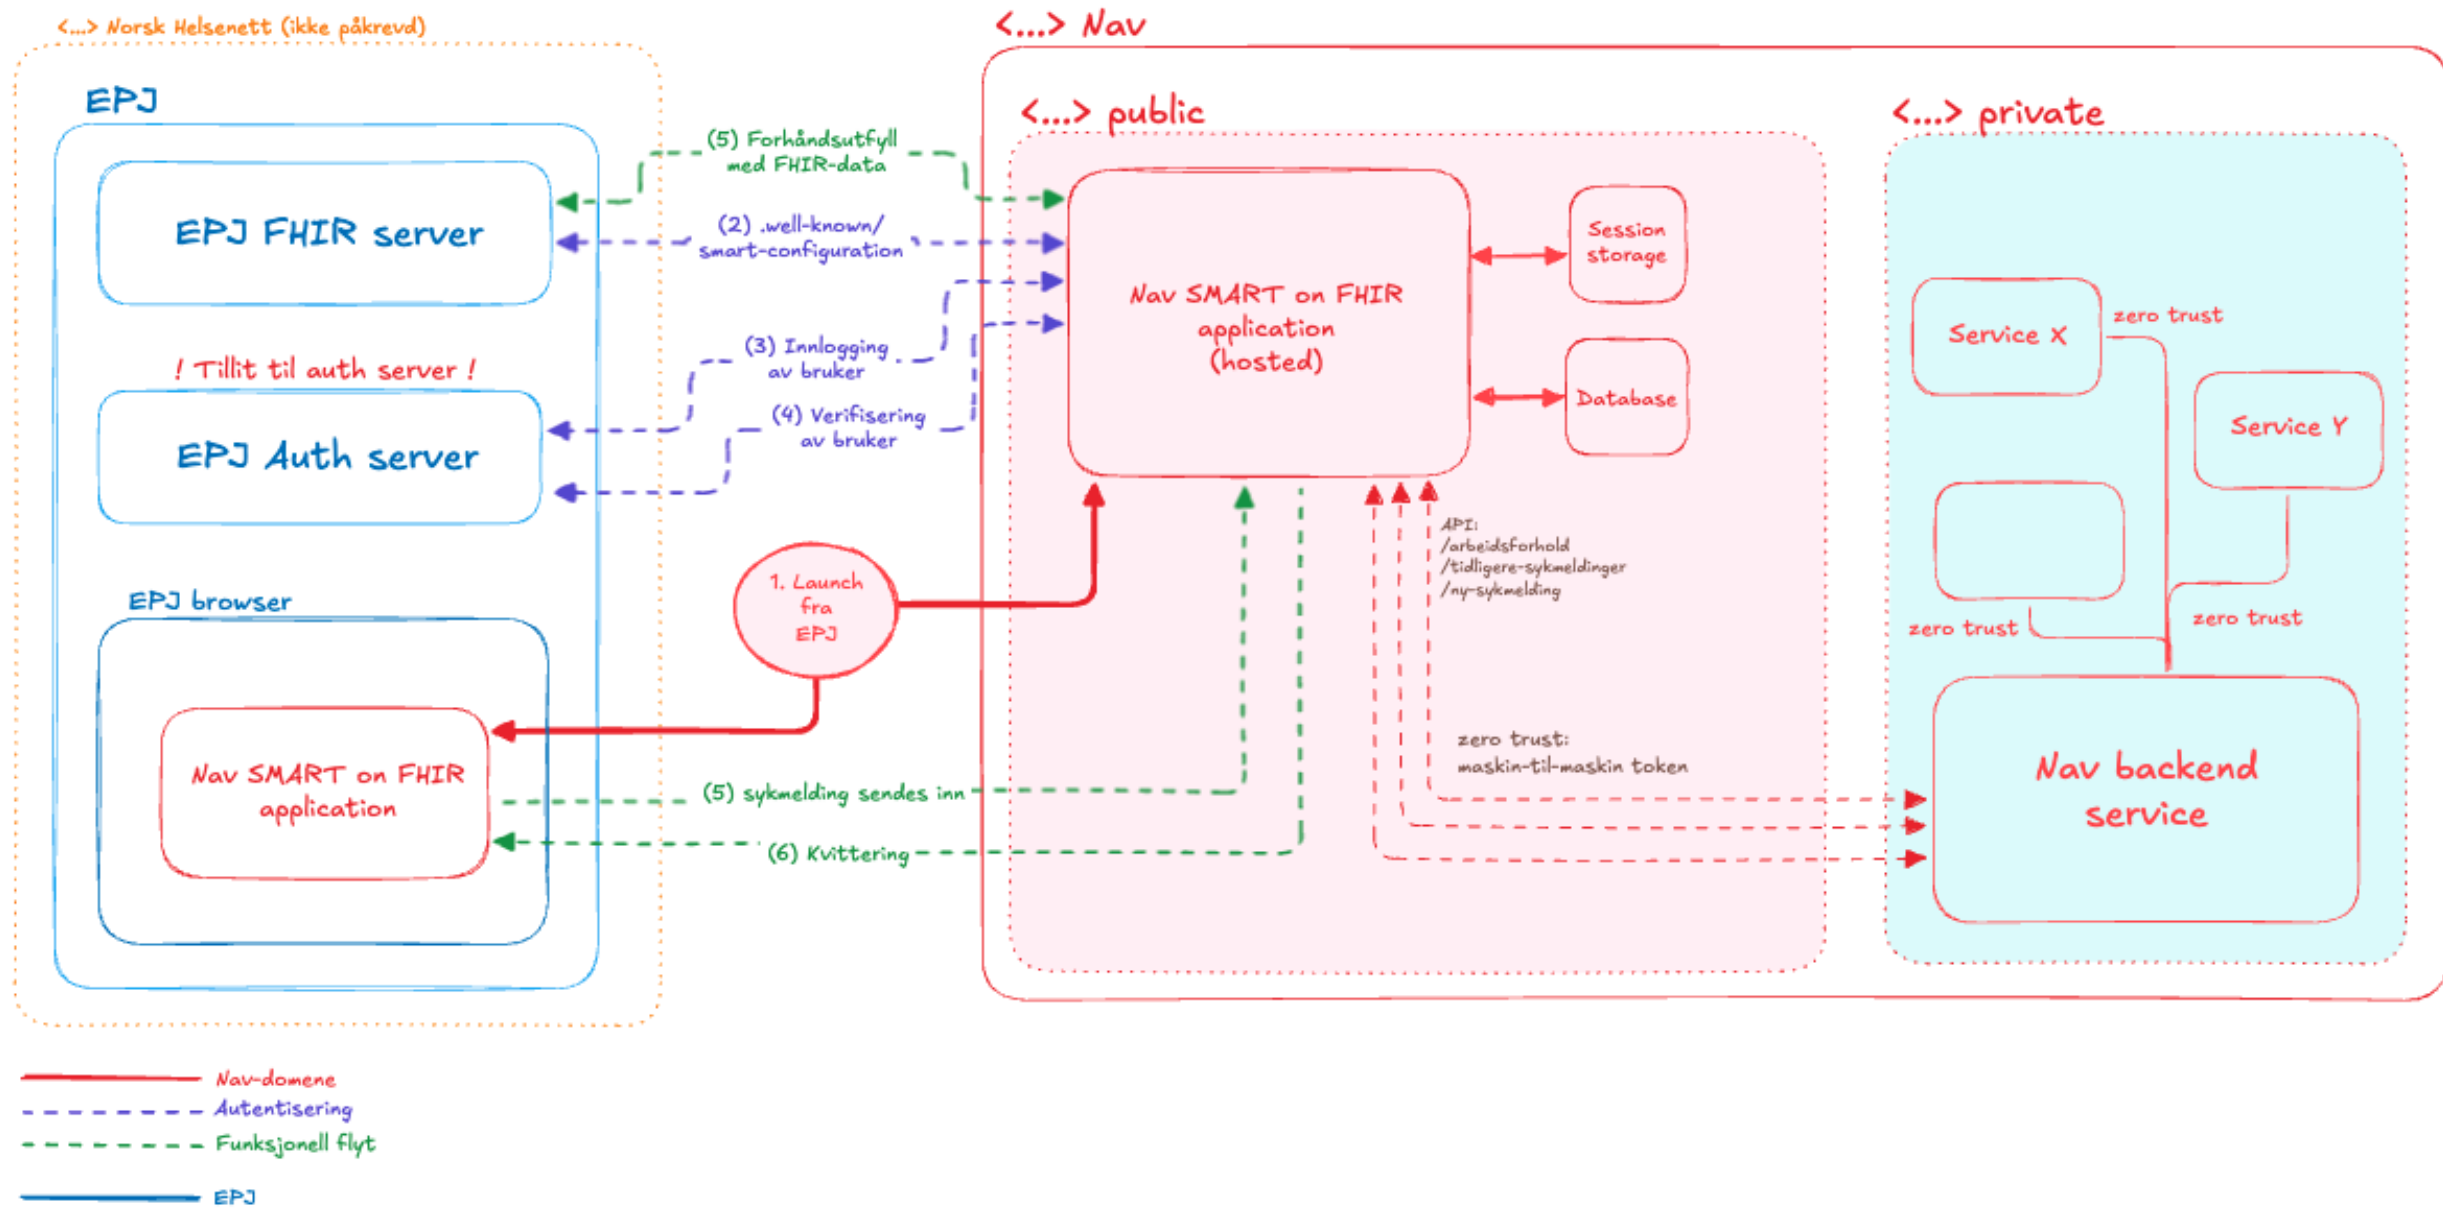 <...> Norsk Helsenett (ikke påkrevd)
EPJ
EPJ FHIR server
! Tillit til auth server !
EPJ Auth server
EPJ browser
Nav SMART on FHIR
application
(5) Forhåndsutfyll
med FHIR-data
(2) .well-known/
smart-configuration
(3) Innlogging
av bruker
(4) Verifisering
av bruker
1. Launch
fra
EPJ
(5) sykmelding sendes inn
(6) Kvittering
<...> Nav
<...> public
Nav SMART on FHIR
application
(hosted)
Session
storage
Database
API:
/arbeidsforhold
/tidligere-sykmeldinger
/ny-sykmelding
zero trust:
maskin-til-maskin token
<...> private
Service X
zero trust
Service Y
zero trust
zero trust
Nav backend
service
Nav-domene
Autentisering
Funksjonell flyt
EPJ